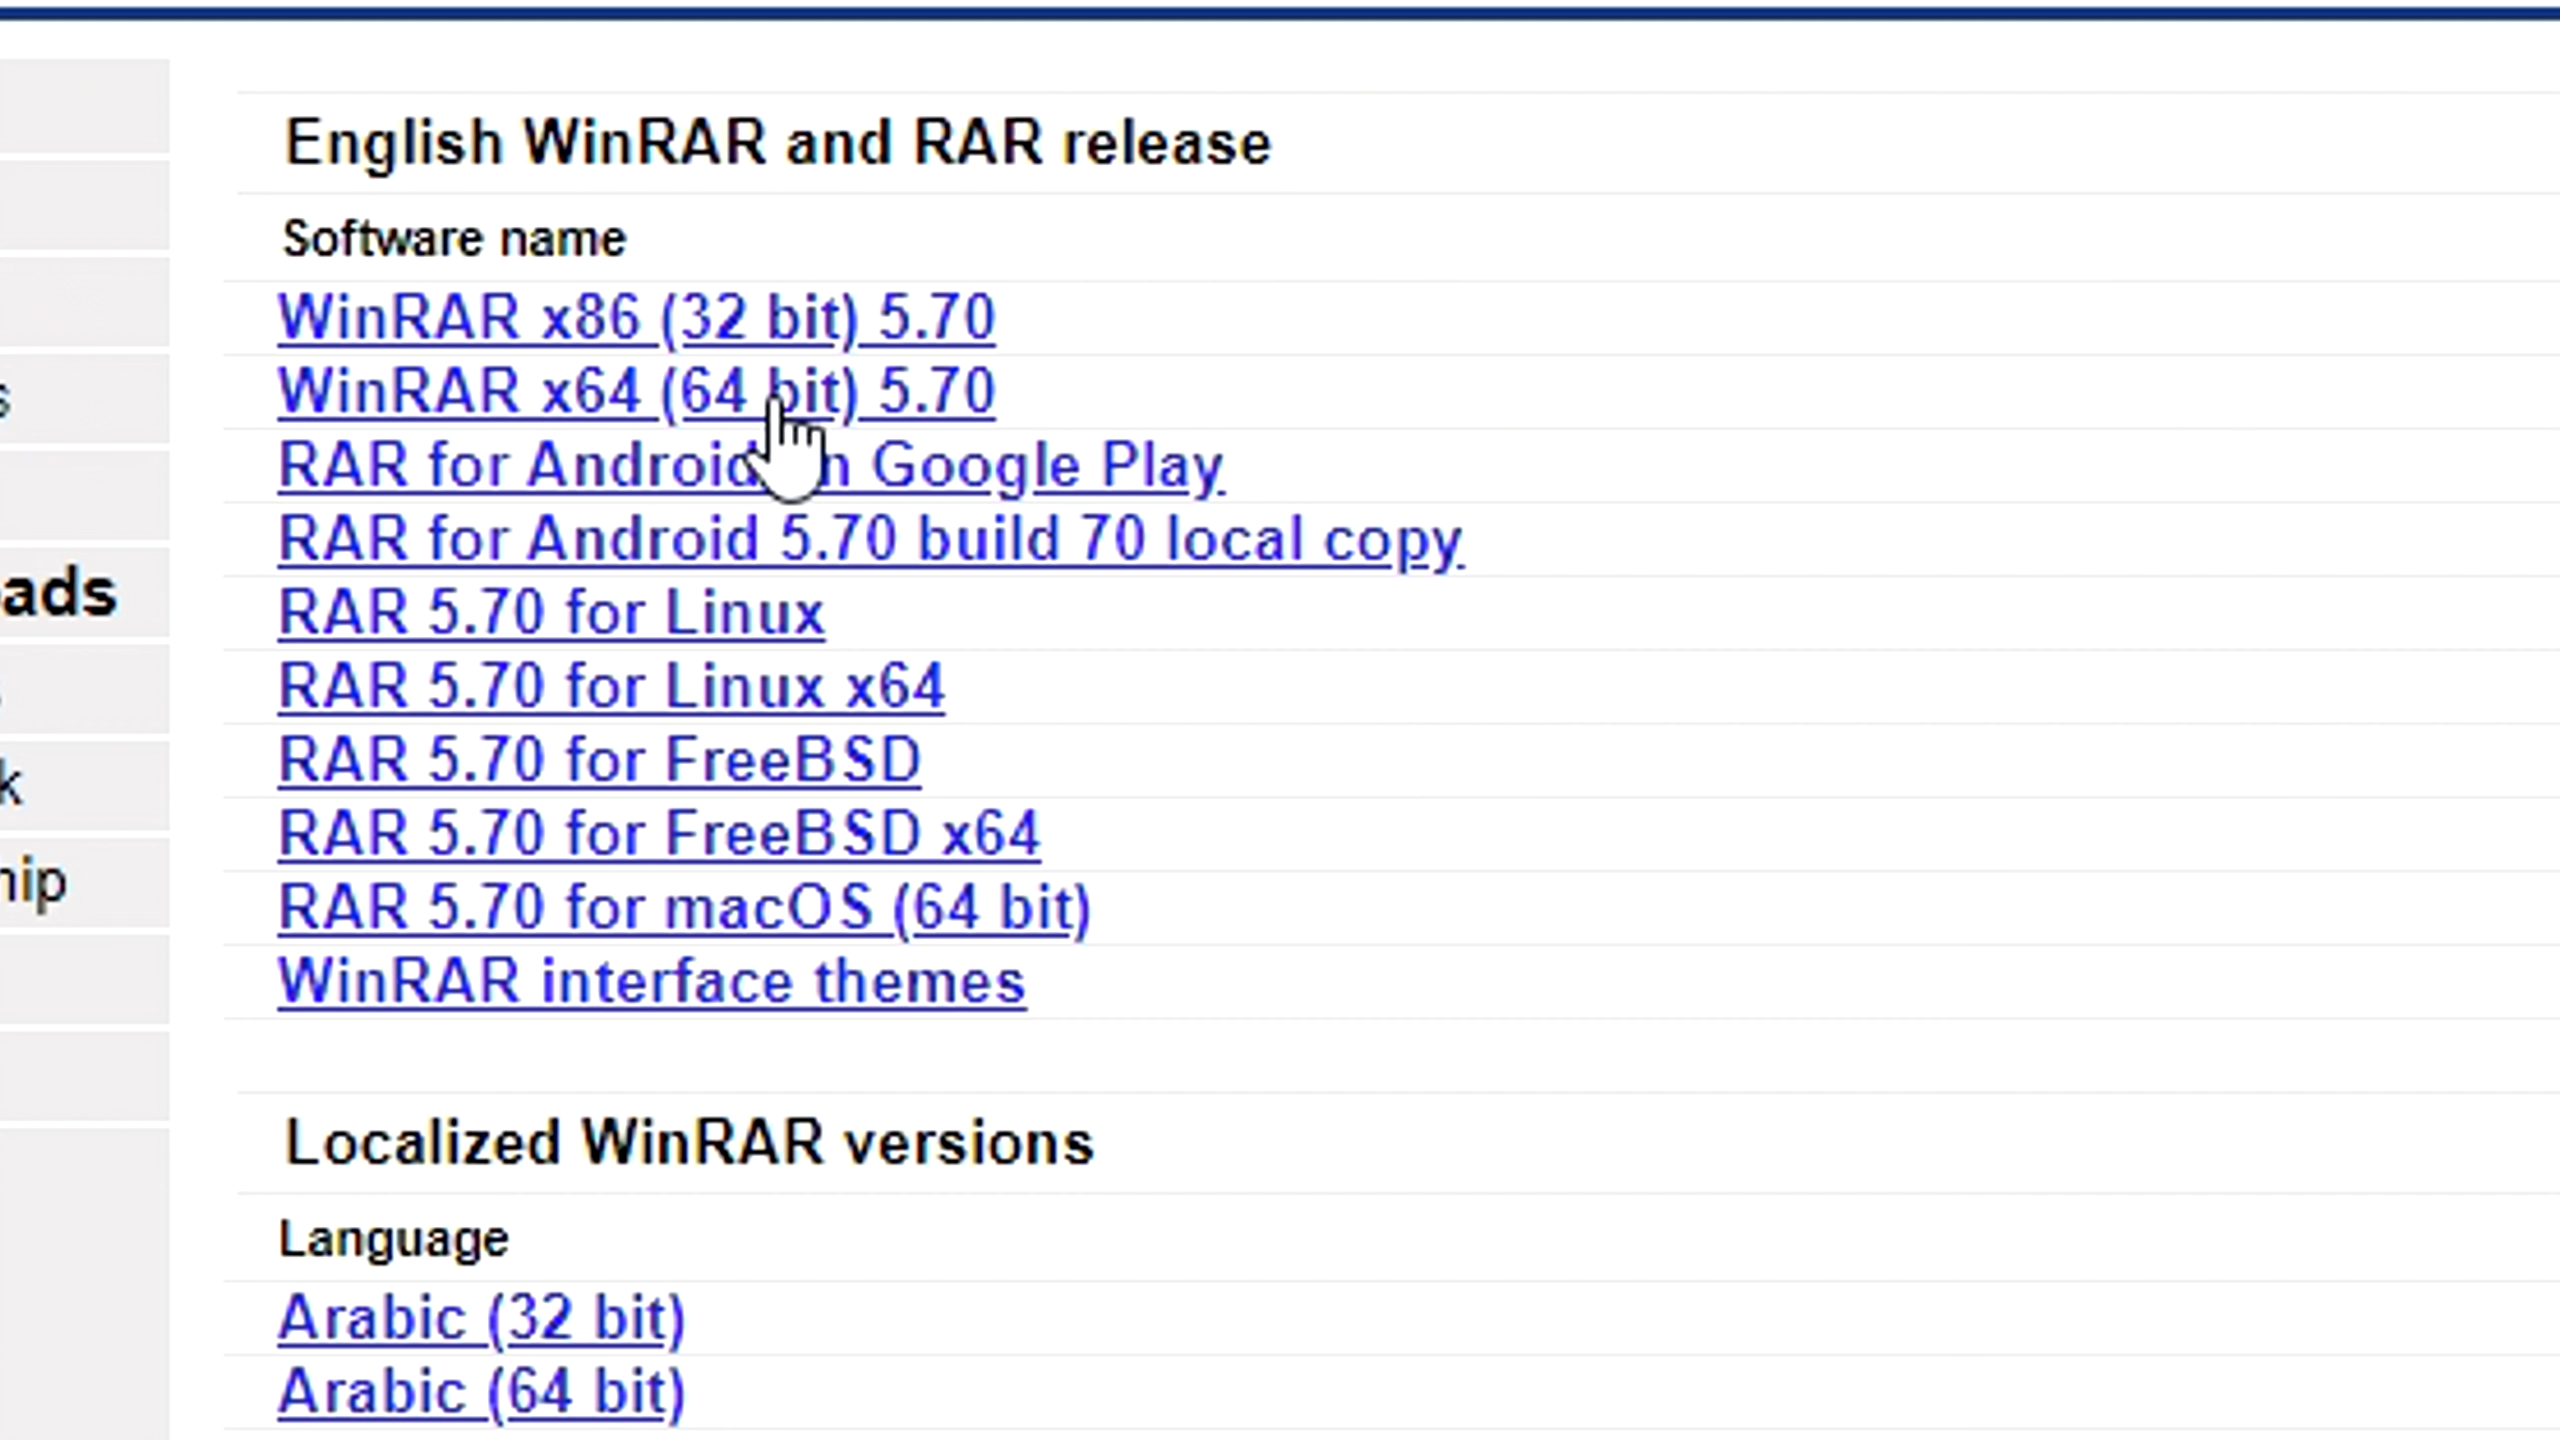 English WinRAR and RAR release
Software name
WinRAR x86 (32 bit) 5.70
WinRAR x64 (64 bit) 5.70
RAR for Android Google Play
RAR for Android 5.70 build 70 local copy
RAR 5.70 for Linux
RAR 5.70 for Linux x64
RAR 5.70 for FreeBSD
RAR 5.70 for FreeBSD x64
RAR 5.70 for macOS (64 bit)
WinRAR interface themes
Localized WinRAR versions
Language
Arabic (32 bit)
Arabic (64 bit)